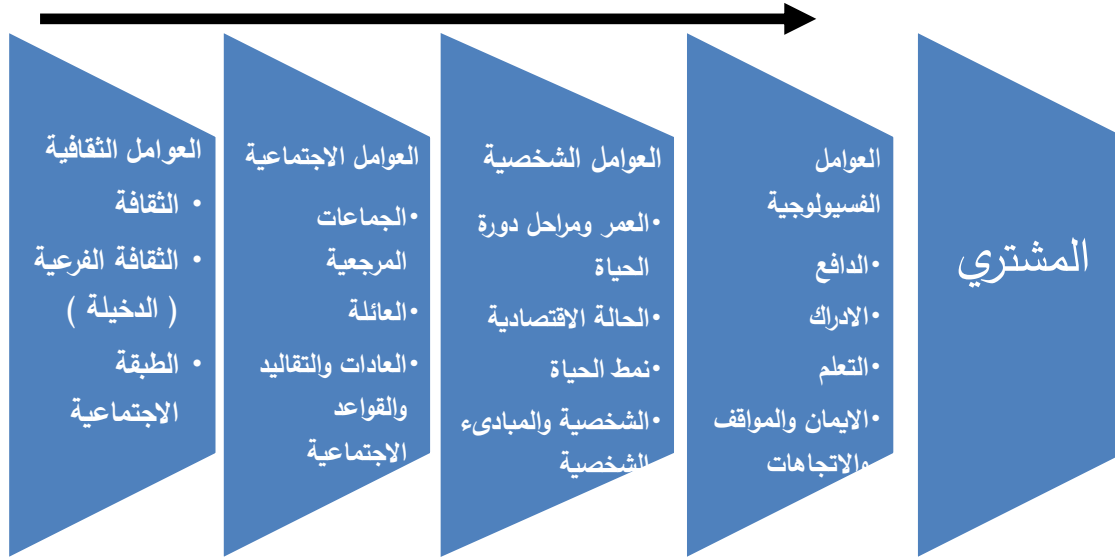 العوامل الثقافية
• الثقافة
• الثقافة الفرعية
( الدخيلة )
• الطبقة
الاجتماعية
العوامل الاجتماعية
•الجماعات
المرجعية
•العائلة
•العادات والتقاليد
والقواعد
الاجتماعية
العوامل الشخصية
•العمر ومراحل دورة
الحياة
•الحالة الاقتصادية
•نمط الحياة
•الشخصية والمبادىء
الشخصية
العوامل
الفسيولوجية
•الدافع
•الادراك
•التعلم
•الايمان والمواقف
والاتجاهات
المشتري